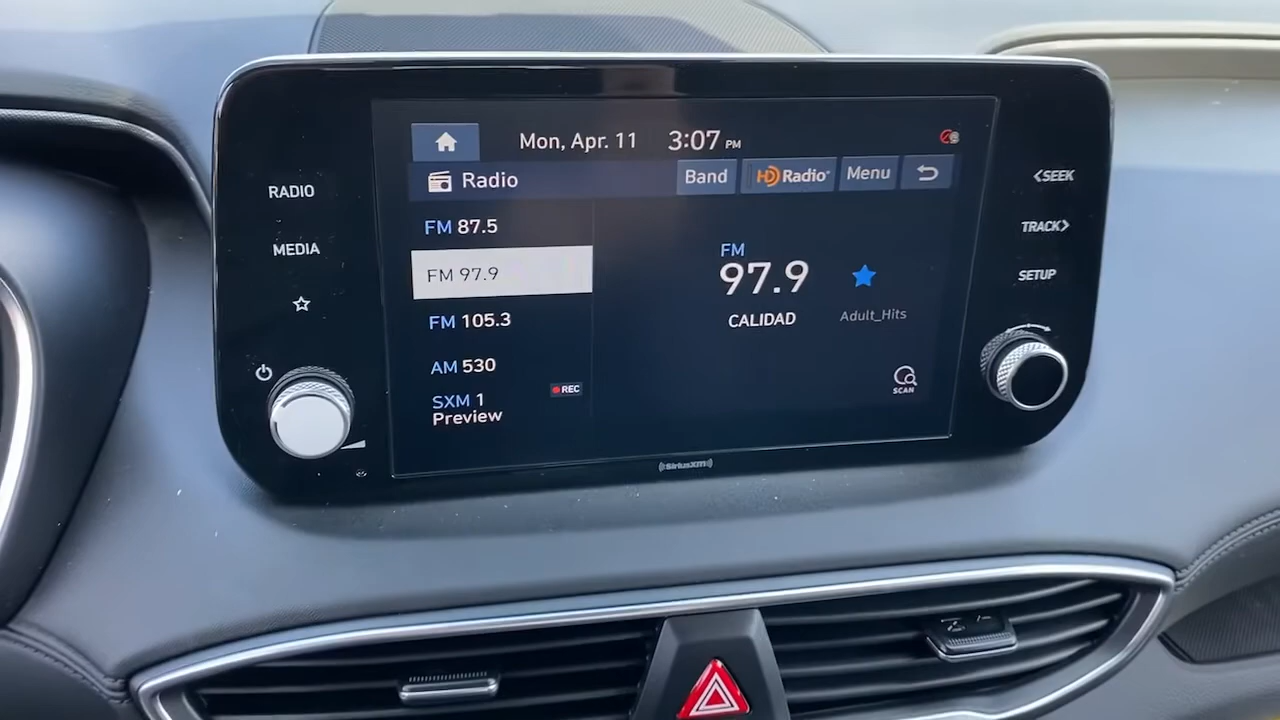 Mon, Apr. 11 3:07 PM
Radio Band HD Radio Menu
RADIO
MEDIA
FM 87.5
FM 97.9
FM 105.3
AM 530
SXM 1
Preview
REC
FM
97.9
CALIDAD
Adult_Hits
SCAN
<SEEK
TRACK>
SETUP
((SiriusXM))